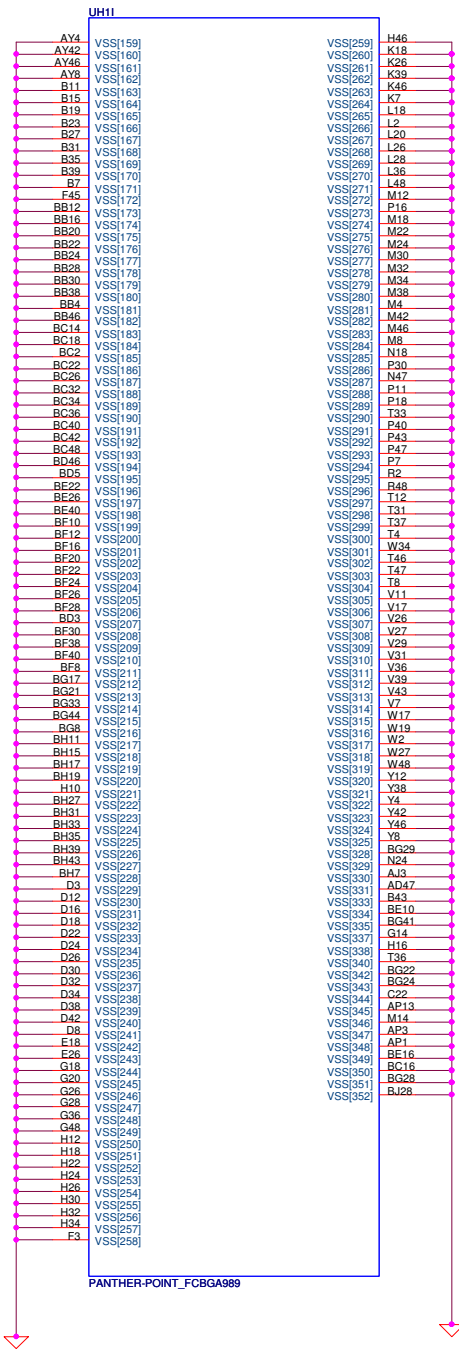 UH1I
AY4 VSS[159]
AY42 VSS[160]
AY46 VSS[161]
AY8 VSS[162]
B11 VSS[163]
B15 VSS[164]
B19 VSS[165]
B23 VSS[166]
B27 VSS[167]
B31 VSS[168]
B35 VSS[169]
B39 VSS[170]
B7 VSS[171]
F45 VSS[172]
BB12 VSS[173]
BB16 VSS[174]
BB20 VSS[175]
BB22 VSS[176]
BB24 VSS[177]
BB28 VSS[178]
BB30 VSS[179]
BB38 VSS[180]
BB4 VSS[181]
BB46 VSS[182]
BC14 VSS[183]
BC18 VSS[184]
BC2 VSS[185]
BC22 VSS[186]
BC26 VSS[187]
BC32 VSS[188]
BC34 VSS[189]
BC36 VSS[190]
BC40 VSS[191]
BC42 VSS[192]
BC48 VSS[193]
BD46 VSS[194]
BD5 VSS[195]
BE22 VSS[196]
BE26 VSS[197]
BE40 VSS[198]
BF10 VSS[199]
BF12 VSS[200]
BF16 VSS[201]
BF20 VSS[202]
BF22 VSS[203]
BF24 VSS[204]
BF26 VSS[205]
BF28 VSS[206]
BD3 VSS[207]
BF30 VSS[208]
BF38 VSS[209]
BF40 VSS[210]
BF8 VSS[211]
BG17 VSS[212]
BG21 VSS[213]
BG33 VSS[214]
BG44 VSS[215]
BG8 VSS[216]
BH11 VSS[217]
BH15 VSS[218]
BH17 VSS[219]
BH19 VSS[220]
H10 VSS[221]
BH27 VSS[222]
BH31 VSS[223]
BH33 VSS[224]
BH35 VSS[225]
BH39 VSS[226]
BH43 VSS[227]
BH7 VSS[228]
D3 VSS[229]
D12 VSS[230]
D16 VSS[231]
D18 VSS[232]
D22 VSS[233]
D24 VSS[234]
D26 VSS[235]
D30 VSS[236]
D32 VSS[237]
D34 VSS[238]
D38 VSS[239]
D42 VSS[240]
D8 VSS[241]
E18 VSS[242]
E26 VSS[243]
G18 VSS[244]
G20 VSS[245]
G26 VSS[246]
G28 VSS[247]
G36 VSS[248]
G48 VSS[249]
H12 VSS[250]
H18 VSS[251]
H22 VSS[252]
H24 VSS[253]
H26 VSS[254]
H30 VSS[255]
H32 VSS[256]
H34 VSS[257]
F3 VSS[258]
VSS[259] H46
VSS[260] K18
VSS[261] K26
VSS[262] K39
VSS[263] K46
VSS[264] K7
VSS[265] L18
VSS[266] L2
VSS[267] L20
VSS[268] L26
VSS[269] L28
VSS[270] L36
VSS[271] L48
VSS[272] M12
VSS[273] P16
VSS[274] M18
VSS[275] M22
VSS[276] M24
VSS[277] M30
VSS[278] M32
VSS[279] M34
VSS[280] M38
VSS[281] M4
VSS[282] M42
VSS[283] M46
VSS[284] M8
VSS[285] N18
VSS[286] P30
VSS[287] N47
VSS[288] P11
VSS[289] P18
VSS[290] T33
VSS[291] P40
VSS[292] P43
VSS[293] P47
VSS[294] P7
VSS[295] R2
VSS[296] R48
VSS[297] T12
VSS[298] T31
VSS[299] T37
VSS[300] T4
VSS[301] W34
VSS[302] T46
VSS[303] T47
VSS[304] T8
VSS[305] V11
VSS[306] V17
VSS[307] V26
VSS[308] V27
VSS[309] V29
VSS[310] V31
VSS[311] V36
VSS[312] V39
VSS[313] V43
VSS[314] V7
VSS[315] W17
VSS[316] W19
VSS[317] W2
VSS[318] W27
VSS[319] W48
VSS[320] Y12
VSS[321] Y38
VSS[322] Y4
VSS[323] Y42
VSS[324] Y46
VSS[325] Y8
VSS[328] BG29
VSS[329] N24
VSS[330] AJ3
VSS[331] AD47
VSS[333] B43
VSS[334] BE10
VSS[335] BG41
VSS[337] G14
VSS[338] H16
VSS[340] T36
VSS[342] BG22
VSS[343] BG24
VSS[344] C22
VSS[345] AP13
VSS[346] M14
VSS[347] AP3
VSS[348] AP1
VSS[349] BE16
VSS[350] BC16
VSS[351] BG28
VSS[352] BJ28
PANTHER-POINT_FCBGA989